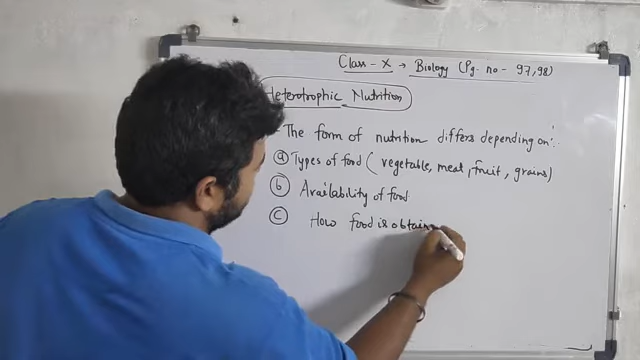 Class - X → Biology (Pg. no - 97,98)
Heterotrophic Nutrition
The form of nutrition differs depending on :
(a) Types of food ( vegetable, meat, fruit, grains)
(b) Availability of food
(c) How food is obtain